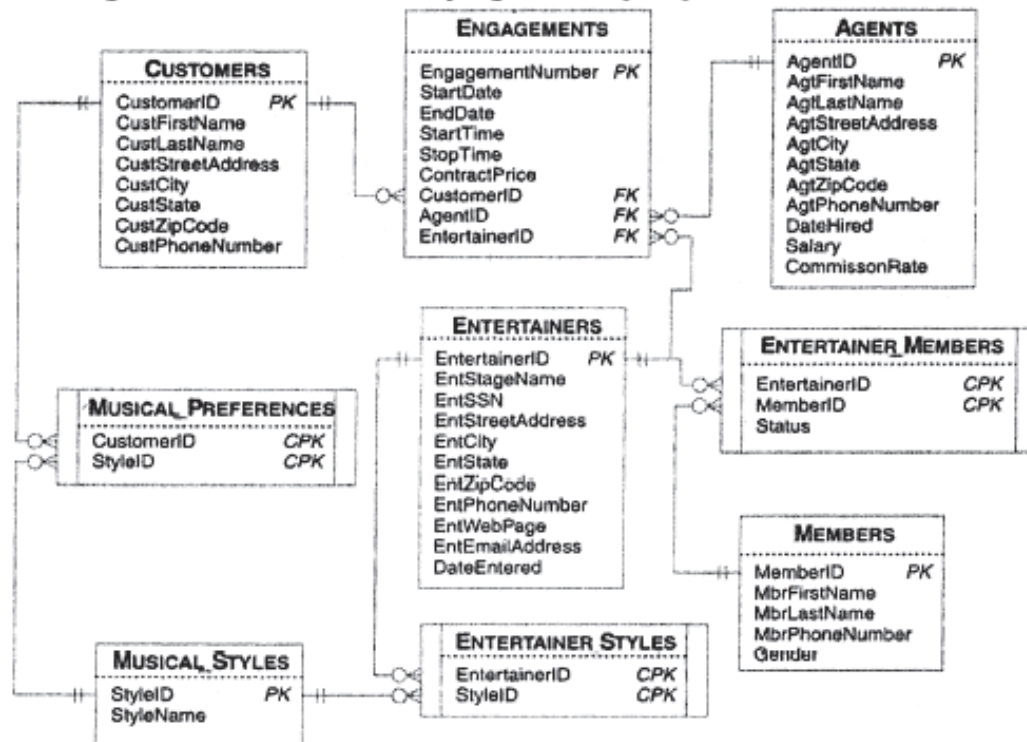 ENGAGEMENTS
EngagementNumber PK
StartDate
EndDate
StartTime
StopTime
ContractPrice
CustomerID FK
AgentID FK
EntertainerID FK
AGENTS
AgentID PK
AgtFirstName
AgtLastName
AgtStreetAddress
AgtCity
AgtState
AgtZipCode
AgtPhoneNumber
DateHired
Salary
CommissonRate
CUSTOMERS
CustomerID PK
CustFirstName
CustLastName
CustStreetAddress
CustCity
CustState
CustZipCode
CustPhoneNumber
ENTERTAINERS
EntertainerID PK
EntStageName
EntSSN
EntStreetAddress
EntCity
EntState
EntZipCode
EntPhoneNumber
EntWebPage
EntEmailAddress
DateEntered
ENTERTAINER_MEMBERS
EntertainerID CPK
MemberID CPK
Status
MUSICAL_PREFERENCES
CustomerID CPK
StyleID CPK
MEMBERS
MemberID PK
MbrFirstName
MbrLastName
MbrPhoneNumber
Gender
MUSICAL_STYLES
StyleID PK
StyleName
ENTERTAINER STYLES
EntertainerID CPK
StyleID CPK